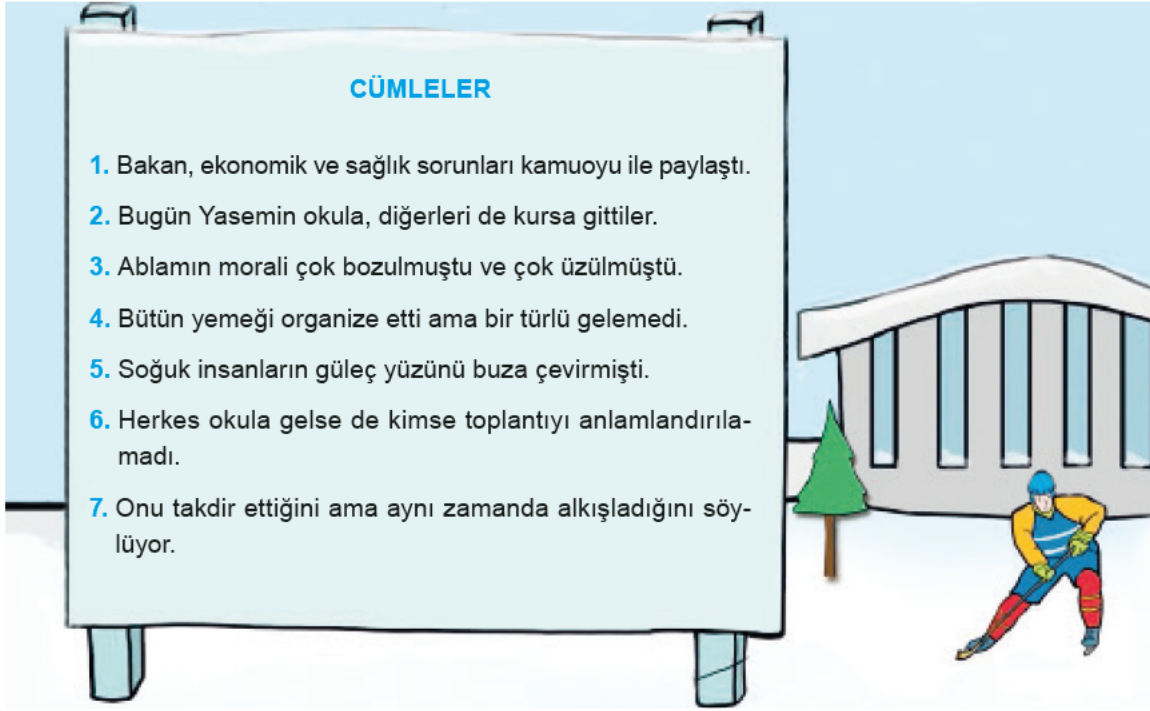 CÜMLELER
1. Bakan, ekonomik ve sağlık sorunları kamuoyu ile paylaştı.
2. Bugün Yasemin okula, diğerleri de kursa gittiler.
3. Ablamın morali çok bozulmuştu ve çok üzülmüştü.
4. Bütün yemeği organize etti ama bir türlü gelemedi.
5. Soğuk insanların güleç yüzünü buza çevirmişti.
6. Herkes okula gelse de kimse toplantıyı anlamlandırıla-
madı.
7. Onu takdir ettiğini ama aynı zamanda alkışladığını söy-
lüyor.